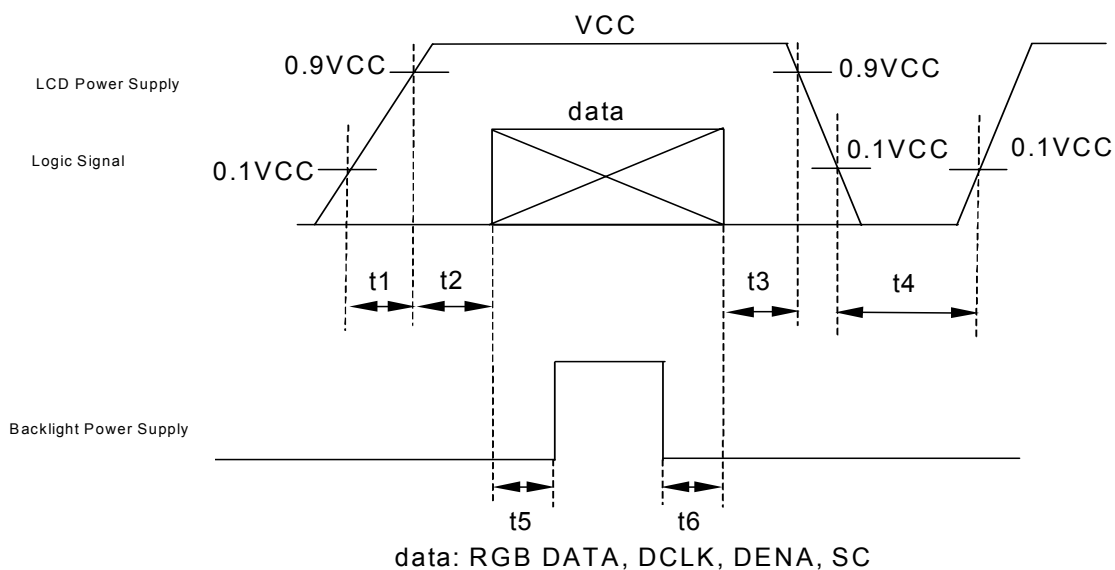 VCC
0.9VCC
0.9VCC
LCD Power Supply
data
Logic Signal
0.1VCC
0.1VCC
0.1VCC
t1
t2
t3
t4
Backlight Power Supply
t5
t6
data: RGB DATA, DCLK, DENA, SC